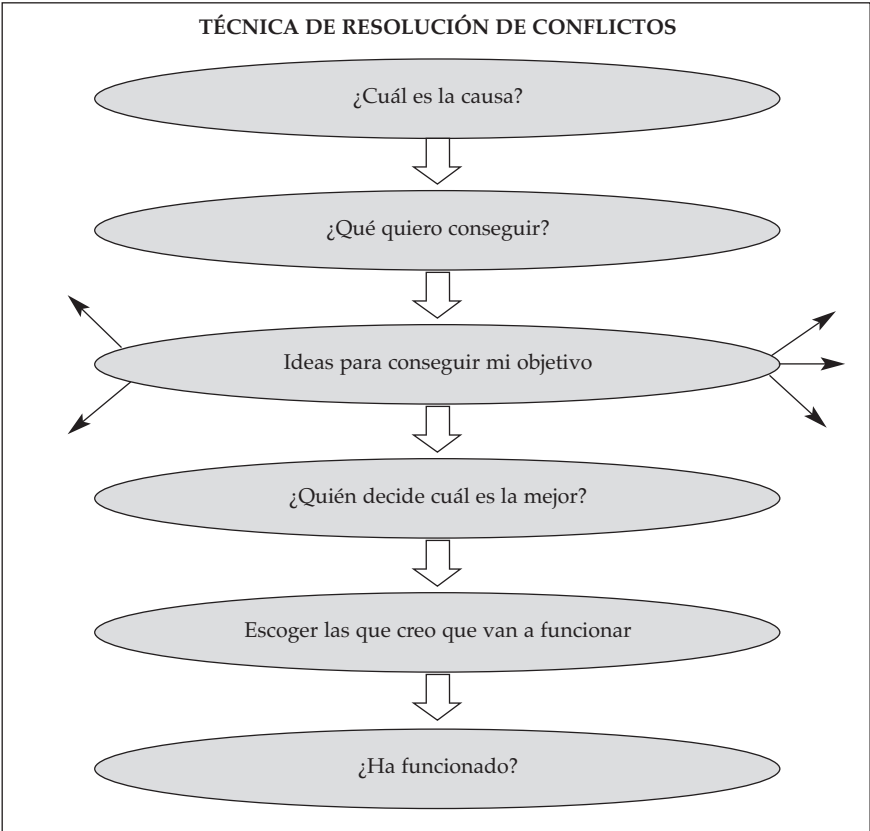 TÉCNICA DE RESOLUCIÓN DE CONFLICTOS
¿Cuál es la causa?
¿Qué quiero conseguir?
Ideas para conseguir mi objetivo
¿Quién decide cuál es la mejor?
Escoger las que creo que van a funcionar
¿Ha funcionado?